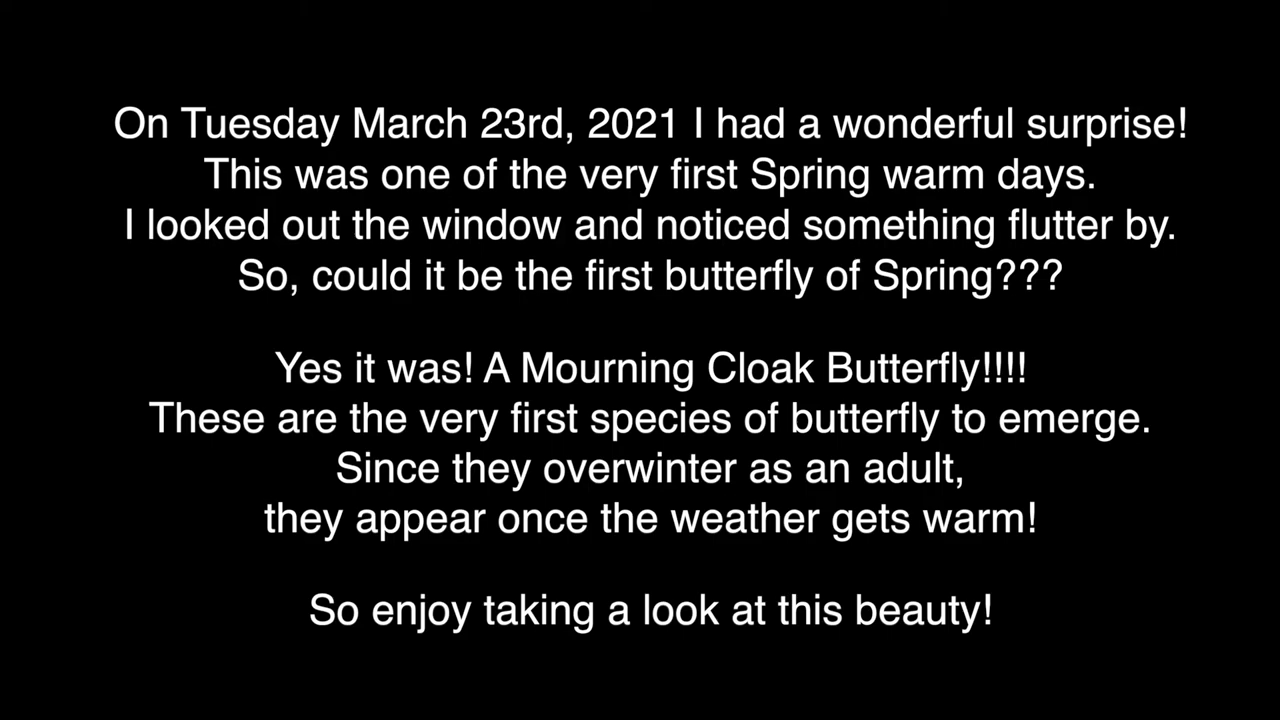 On Tuesday March 23rd, 2021 I had a wonderful surprise!
This was one of the very first Spring warm days.
I looked out the window and noticed something flutter by.
So, could it be the first butterfly of Spring???
Yes it was! A Mourning Cloak Butterfly!!!!
These are the very first species of butterfly to emerge.
Since they overwinter as an adult,
they appear once the weather gets warm!
So enjoy taking a look at this beauty!